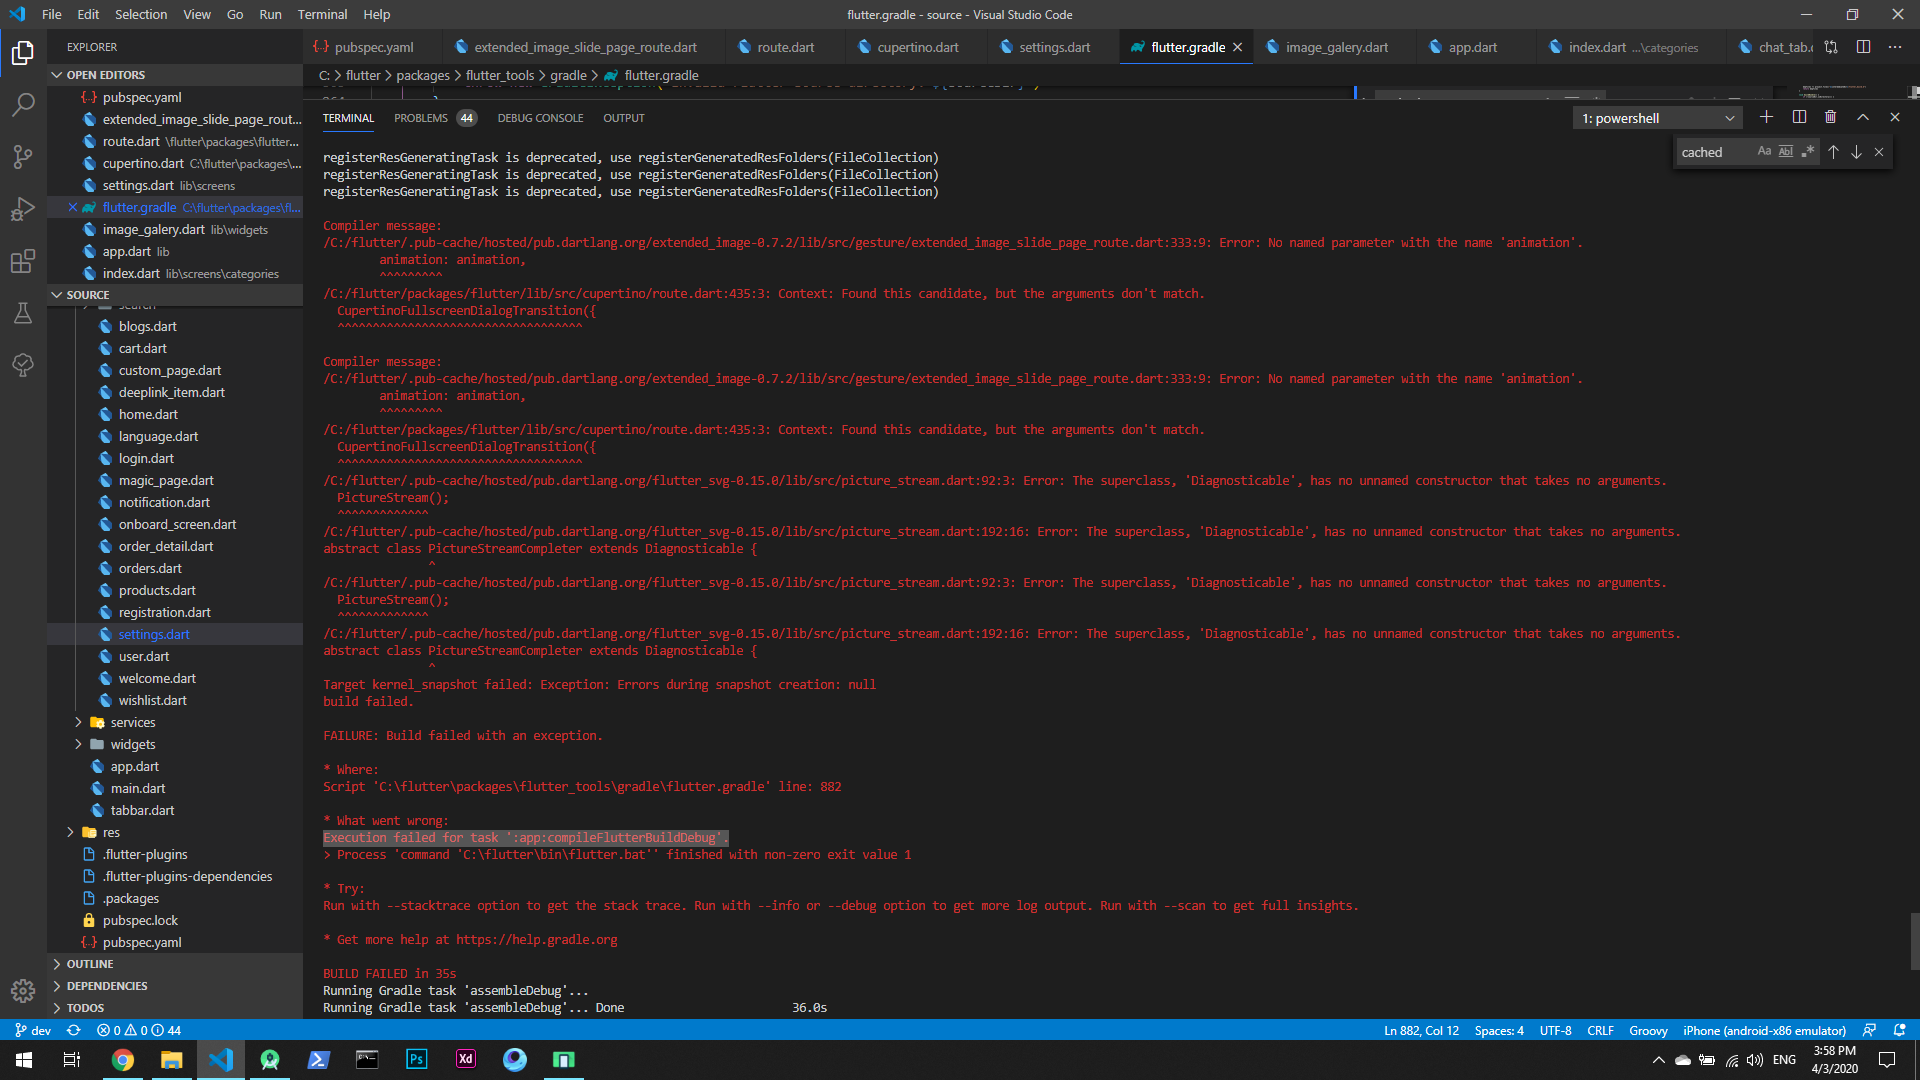 File Edit Selection View Go Run Terminal Help
flutter.gradle - source - Visual Studio Code
EXPLORER
OPEN EDITORS
pubspec.yaml
extended_image_slide_page_rout...
route.dart \flutter\packages\flutter...
cupertino.dart C:\flutter\packages\...
settings.dart lib\screens
flutter.gradle C:\flutter\packages\fl...
image_galery.dart lib\widgets
app.dart lib
index.dart lib\screens\categories
SOURCE
search
blogs.dart
cart.dart
custom_page.dart
deeplink_item.dart
home.dart
language.dart
login.dart
magic_page.dart
notification.dart
onboard_screen.dart
order_detail.dart
orders.dart
products.dart
registration.dart
settings.dart
user.dart
welcome.dart
wishlist.dart
services
widgets
app.dart
main.dart
tabbar.dart
res
.flutter-plugins
.flutter-plugins-dependencies
.packages
pubspec.lock
pubspec.yaml
OUTLINE
DEPENDENCIES
TODOS
pubspec.yaml extended_image_slide_page_route.dart route.dart cupertino.dart settings.dart flutter.gradle image_galery.dart app.dart index.dart ...\categories chat_tab.
C: > flutter > packages > flutter_tools > gradle > flutter.gradle
TERMINAL PROBLEMS 44 DEBUG CONSOLE OUTPUT
1: powershell
cached Aa Abl
registerResGeneratingTask is deprecated, use registerGeneratedResFolders(FileCollection)
registerResGeneratingTask is deprecated, use registerGeneratedResFolders(FileCollection)
registerResGeneratingTask is deprecated, use registerGeneratedResFolders(FileCollection)
Compiler message:
/C:/flutter/.pub-cache/hosted/pub.dartlang.org/extended_image-0.7.2/lib/src/gesture/extended_image_slide_page_route.dart:333:9: Error: No named parameter with the name 'animation'.
animation: animation,
^^^^^^^^^
/C:/flutter/packages/flutter/lib/src/cupertino/route.dart:435:3: Context: Found this candidate, but the arguments don't match.
CupertinoFullscreenDialogTransition({
^^^^^^^^^^^^^^^^^^^^^^^^^^^^^^^^^^^
Compiler message:
/C:/flutter/.pub-cache/hosted/pub.dartlang.org/extended_image-0.7.2/lib/src/gesture/extended_image_slide_page_route.dart:333:9: Error: No named parameter with the name 'animation'.
animation: animation,
^^^^^^^^^
/C:/flutter/packages/flutter/lib/src/cupertino/route.dart:435:3: Context: Found this candidate, but the arguments don't match.
CupertinoFullscreenDialogTransition({
^^^^^^^^^^^^^^^^^^^^^^^^^^^^^^^^^^^
/C:/flutter/.pub-cache/hosted/pub.dartlang.org/flutter_svg-0.15.0/lib/src/picture_stream.dart:92:3: Error: The superclass, 'Diagnosticable', has no unnamed constructor that takes no arguments.
PictureStream();
^^^^^^^^^^^^^
/C:/flutter/.pub-cache/hosted/pub.dartlang.org/flutter_svg-0.15.0/lib/src/picture_stream.dart:192:16: Error: The superclass, 'Diagnosticable', has no unnamed constructor that takes no arguments.
abstract class PictureStreamCompleter extends Diagnosticable {
^
/C:/flutter/.pub-cache/hosted/pub.dartlang.org/flutter_svg-0.15.0/lib/src/picture_stream.dart:92:3: Error: The superclass, 'Diagnosticable', has no unnamed constructor that takes no arguments.
PictureStream();
^^^^^^^^^^^^^
/C:/flutter/.pub-cache/hosted/pub.dartlang.org/flutter_svg-0.15.0/lib/src/picture_stream.dart:192:16: Error: The superclass, 'Diagnosticable', has no unnamed constructor that takes no arguments.
abstract class PictureStreamCompleter extends Diagnosticable {
^
Target kernel_snapshot failed: Exception: Errors during snapshot creation: null
build failed.
FAILURE: Build failed with an exception.
* Where:
Script 'C:\flutter\packages\flutter_tools\gradle\flutter.gradle' line: 882
* What went wrong:
Execution failed for task ':app:compileFlutterBuildDebug'.
> Process 'command 'C:\flutter\bin\flutter.bat'' finished with non-zero exit value 1
* Try:
Run with --stacktrace option to get the stack trace. Run with --info or --debug option to get more log output. Run with --scan to get full insights.
* Get more help at https://help.gradle.org
BUILD FAILED in 35s
Running Gradle task 'assembleDebug'...
Running Gradle task 'assembleDebug'... Done 36.0s
dev 0 0 44
Ln 882, Col 12 Spaces: 4 UTF-8 CRLF Groovy iPhone (android-x86 emulator)
Ps Xd
ENG
3:58 PM
4/3/2020